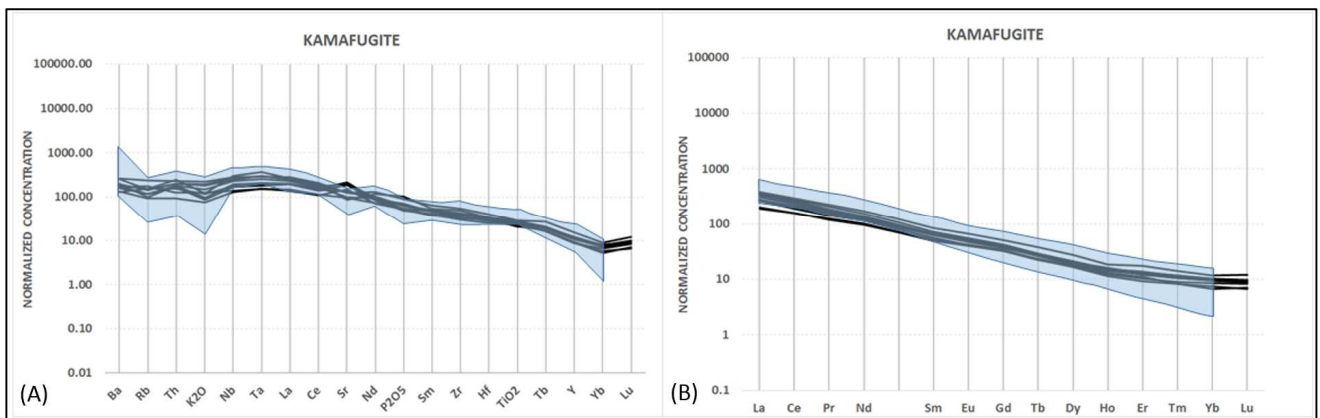 KAMAFUGITE
NORMALIZED CONCENTRATION
100000.00
10000.00
1000.00
100.00
10.00
1.00
0.10
0.01
Ba Rb Th K2O Nb Ta La Ce Sr Nd P2O5 Sm Zr Hf TiO2 Tb Y Yb Lu
(A)
KAMAFUGITE
NORMALIZED CONCENTRATION
100000
10000
1000
100
10
1
0.1
La Ce Pr Nd Sm Eu Gd Tb Dy Ho Er Tm Yb Lu
(B)